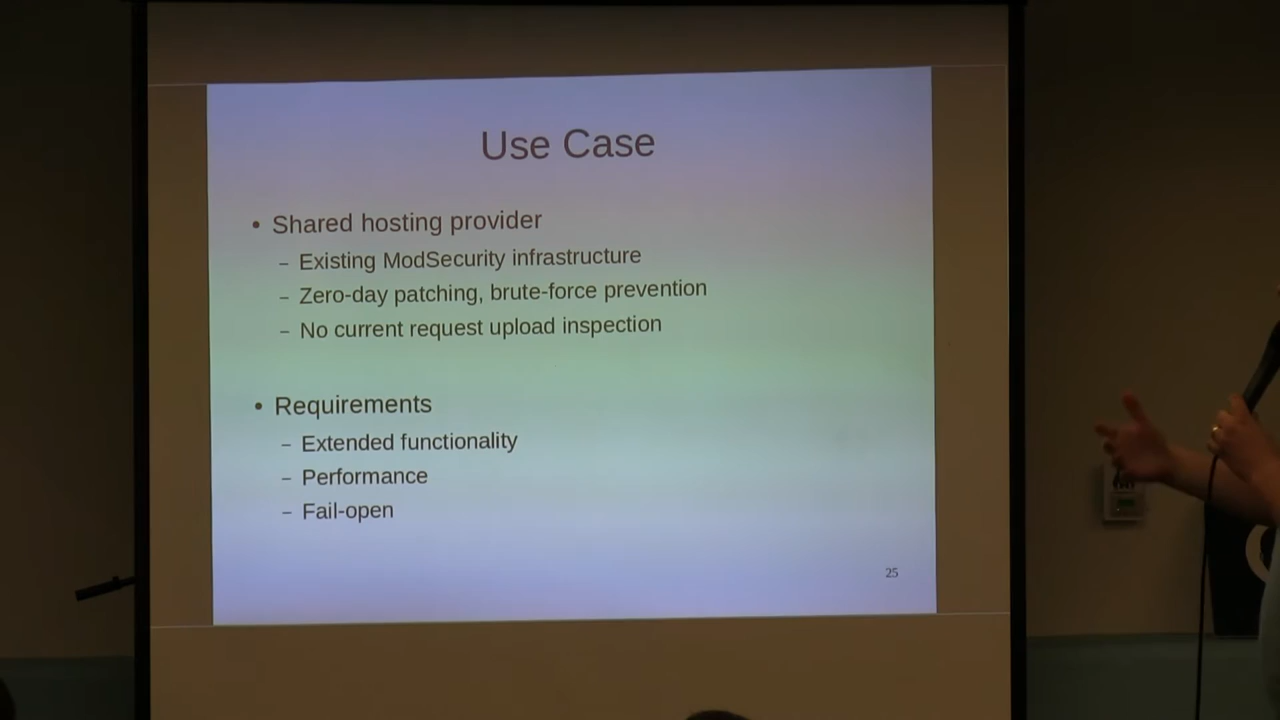 Use Case
• Shared hosting provider
– Existing ModSecurity infrastructure
– Zero-day patching, brute-force prevention
– No current request upload inspection
• Requirements
– Extended functionality
– Performance
– Fail-open
25